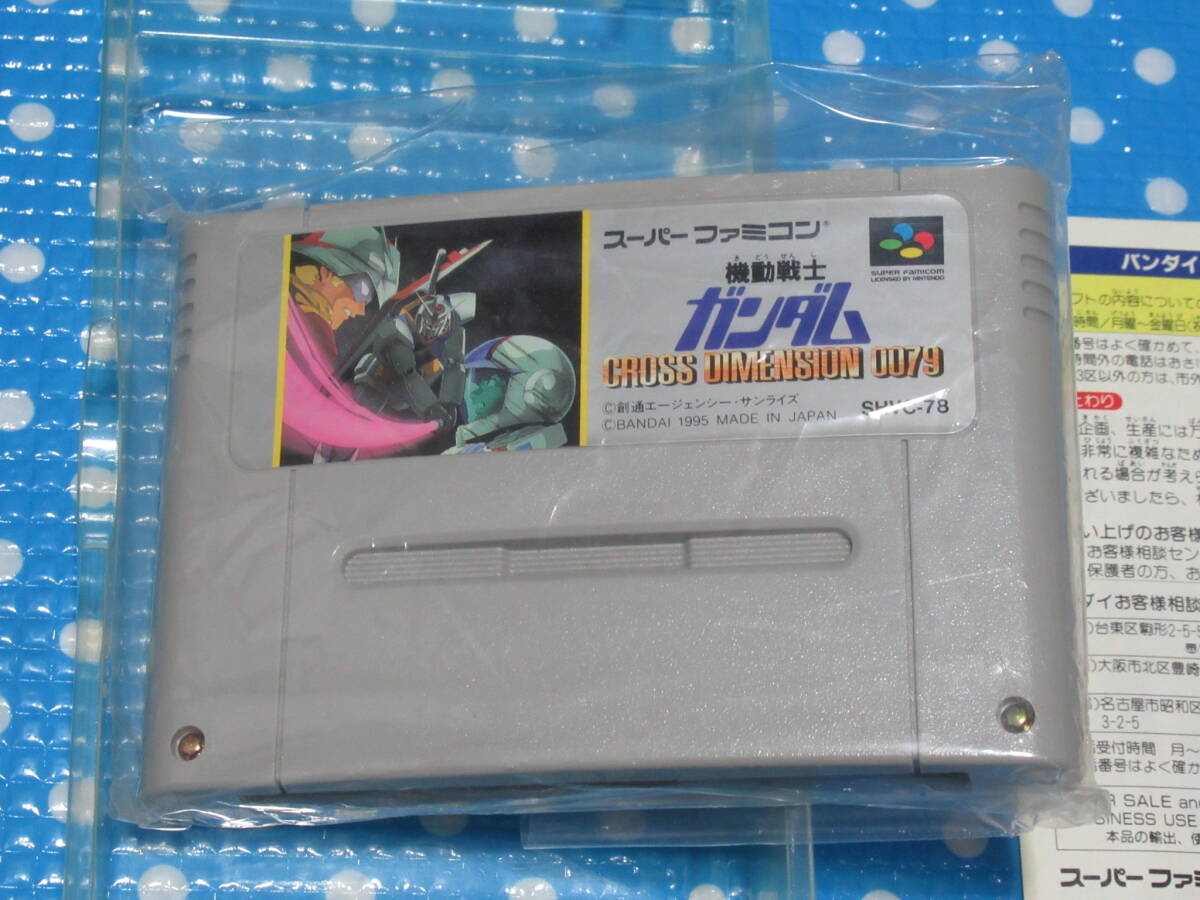 スーパーファミコン®
SUPER FAMICOM
LICENSED BY NINTENDO
きどうせんし
機動戦士
ガンダム
CROSS DIMENSION 0079
©創通エージェンシー・サンライズ
©BANDAI 1995 MADE IN JAPAN
SHVC-78
バンダイ
フトの内容について
時間/月曜〜金曜日
番号はよく確かめて
時間外の電話はおき
3区以外の方は、市外
とわり
企画、生産には
非常に複雑なため
れる場合が考えら
ざいましたら、
い上げのお客様
お客様相談セン
保護者の方、お
ダイお客様相談
)台東区駒形2-5-
)大阪市北区豊崎
)名古屋市昭和区
3-2-5
受付時間 月〜
番号はよく確か
R SALE and
SINESS USE
本品の輸出、使
スーパーファミ